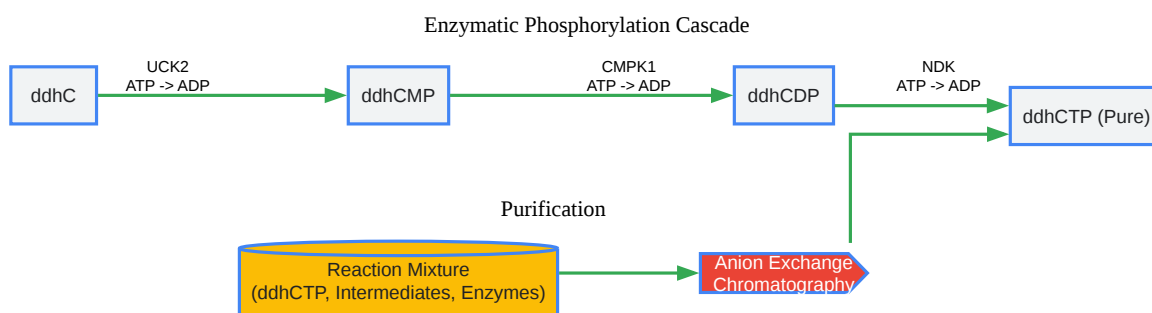 Enzymatic Phosphorylation Cascade
UCK2
ATP -> ADP
CMPK1
ATP -> ADP
NDK
ATP -> ADP
ddhC
ddhCMP
ddhCDP
ddhCTP (Pure)
Purification
Reaction Mixture
(ddhCTP, Intermediates, Enzymes)
Anion Exchange
Chromatography